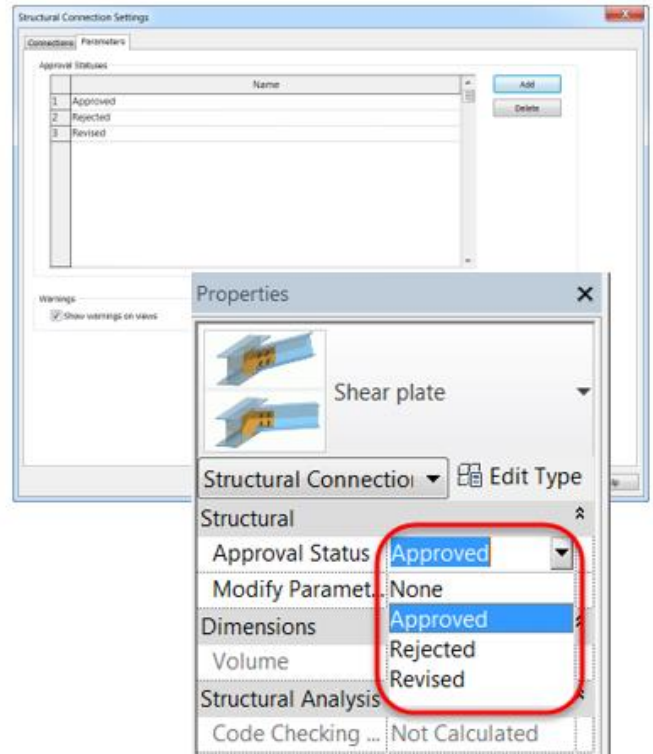 Structural Connection Settings
Connections Parameters
Approval Statuses
Name
1 Approved
2 Rejected
3 Revised
Add
Delete
Warnings
Show warnings on views
Properties
Shear plate
Structural Connectio
Edit Type
Structural
Approval Status Approved
Modify Paramet... None
Approved
Dimensions
Rejected
Volume
Revised
Structural Analysis
Code Checking ... Not Calculated